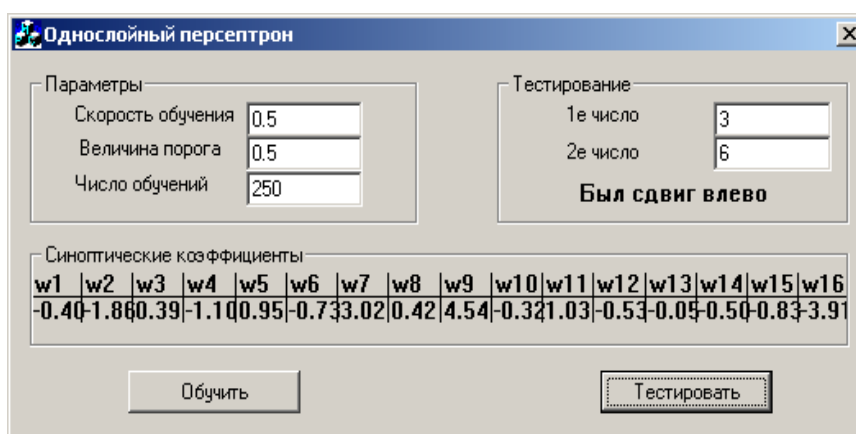 Однослойный персептрон
Параметры
Скорость обучения 0.5
Величина порога 0.5
Число обучений 250
Тестирование
1е число 3
2е число 6
Был сдвиг влево
Синоптические коэффициенты
w1 w2 w3 w4 w5 w6 w7 w8 w9 w10 w11 w12 w13 w14 w15 w16
-0.40 -1.86 0.39 -1.10 0.95 -0.73 3.02 0.42 4.54 -0.32 1.03 -0.53 -0.05 -0.50 -0.83 -3.91
Обучить
Тестировать